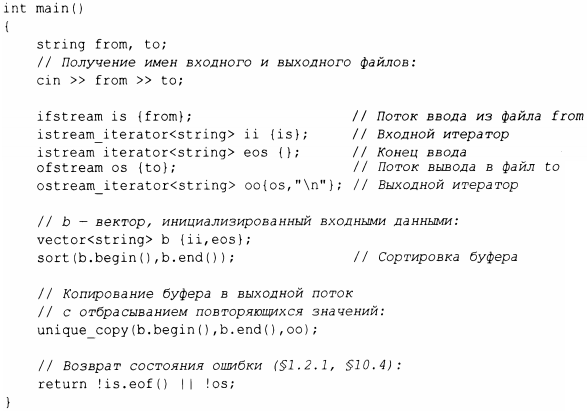 int main()
{
    string from, to;
    // Получение имен входного и выходного файлов:
    cin >> from >> to;

    ifstream is {from};                    // Поток ввода из файла from
    istream_iterator<string> ii {is};      // Входной итератор
    istream_iterator<string> eos {};       // Конец ввода
    ofstream os {to};                      // Поток вывода в файл to
    ostream_iterator<string> oo{os,"\n"}; // Выходной итератор

    // b — вектор, инициализированный входными данными:
    vector<string> b {ii,eos};
    sort(b.begin(),b.end());               // Сортировка буфера

    // Копирование буфера в выходной поток
    // с отбрасыванием повторяющихся значений:
    unique_copy(b.begin(),b.end(),oo);

    // Возврат состояния ошибки (§1.2.1, §10.4):
    return !is.eof() || !os;
}